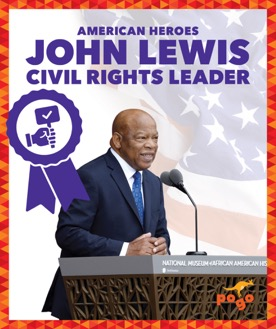 AMERICAN HEROES
JOHN LEWIS
CIVIL RIGHTS LEADER
NATIONAL MUSEUM of AFRICAN AMERICAN HIS
pogo